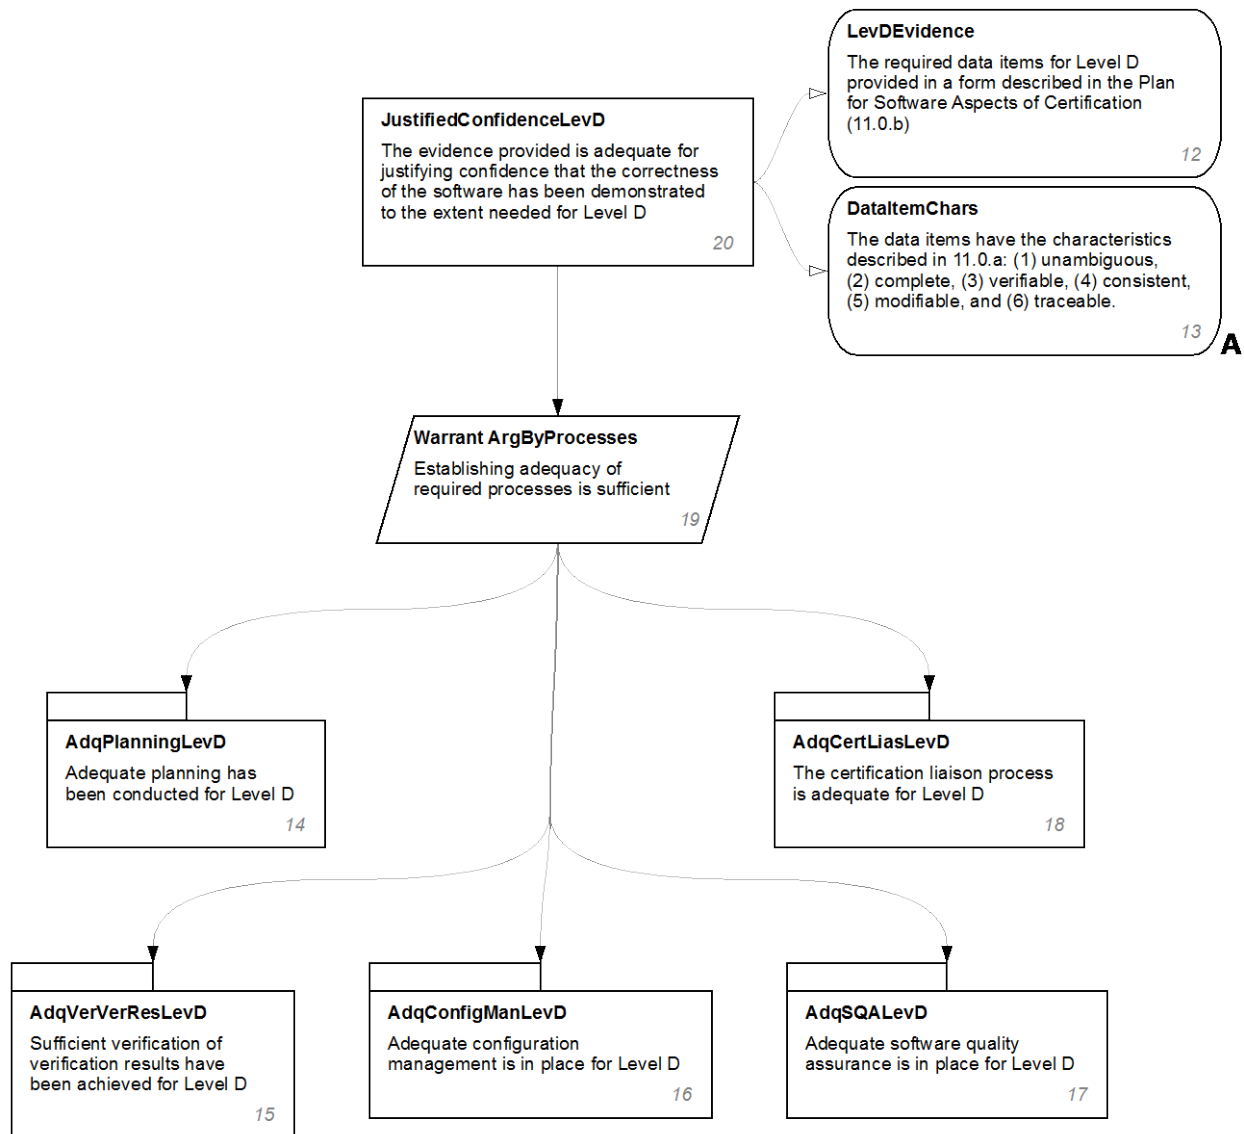 LevDEvidence
The required data items for Level D
provided in a form described in the Plan
for Software Aspects of Certification
(11.0.b)
12
JustifiedConfidenceLevD
The evidence provided is adequate for
justifying confidence that the correctness
of the software has been demonstrated
to the extent needed for Level D
20
DataItemChars
The data items have the characteristics
described in 11.0.a: (1) unambiguous,
(2) complete, (3) verifiable, (4) consistent,
(5) modifiable, and (6) traceable.
13
A
Warrant ArgByProcesses
Establishing adequacy of
required processes is sufficient
19
AdqPlanningLevD
Adequate planning has
been conducted for Level D
14
AdqCertLiasLevD
The certification liaison process
is adequate for Level D
18
AdqVerVerResLevD
Sufficient verification of
verification results have
been achieved for Level D
15
AdqConfigManLevD
Adequate configuration
management is in place for Level D
16
AdqSQALevD
Adequate software quality
assurance is in place for Level D
17